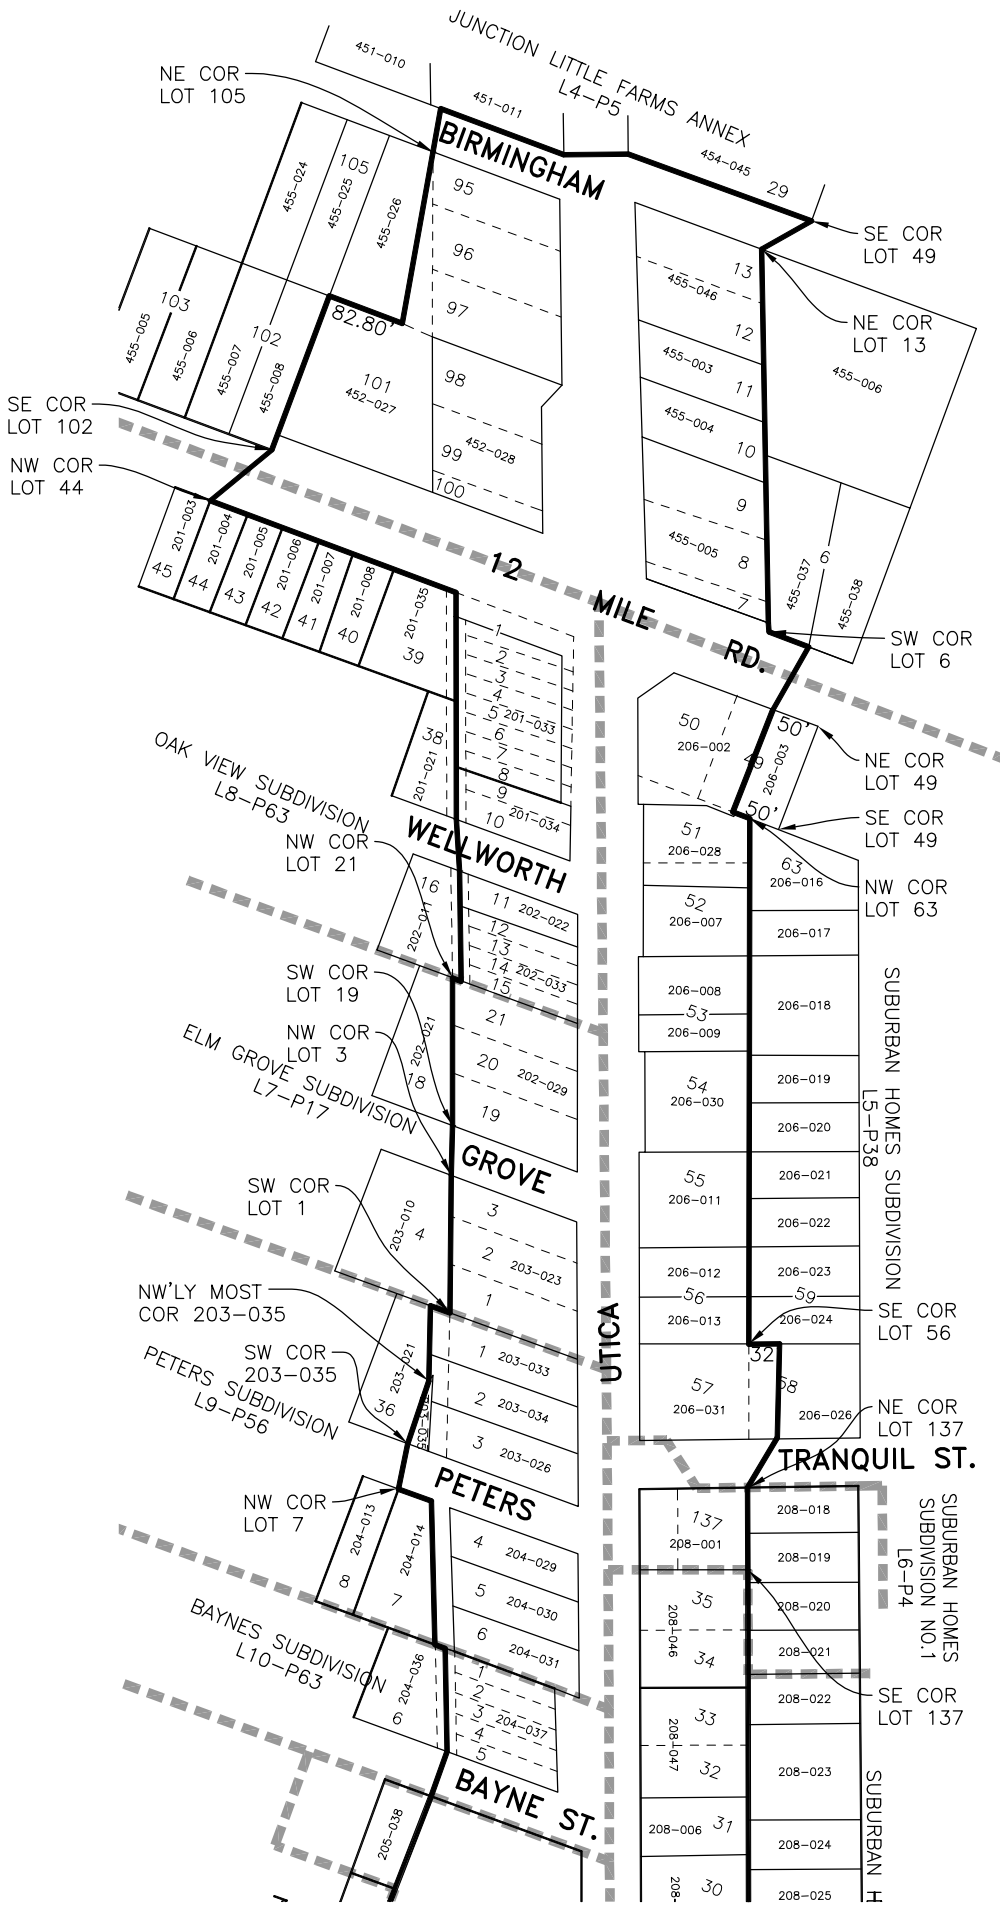 JUNCTION LITTLE FARMS ANNEX
L4-P5
451-010
451-011
454-045
29
NE COR
LOT 105
BIRMINGHAM
SE COR
LOT 49
455-024
105
455-025
455-026
95
96
97
13
455-046
12
NE COR
LOT 13
455-006
103
455-005
455-006
102
455-007
455-008
82.80'
101
452-027
98
99
452-028
100
455-003
11
455-004
10
9
455-005
8
7
6
455-037
455-038
SE COR
LOT 102
NW COR
LOT 44
12
MILE
RD.
SW COR
LOT 6
201-003
201-004
201-005
201-006
201-007
201-008
201-035
45
44
43
42
41
40
39
1
2
3
4
5
201-033
6
7
8
9
201-034
10
38
201-021
50
206-002
49
206-003
50'
50'
NE COR
LOT 49
SE COR
LOT 49
NW COR
LOT 63
OAK VIEW SUBDIVISION
L8-P63
WELLWORTH
NW COR
LOT 21
16
202-011
11
202-022
12
13
14
202-033
15
51
206-028
52
206-007
63
206-016
206-017
206-008
53
206-009
206-018
54
206-030
206-019
206-020
SW COR
LOT 19
NW COR
LOT 3
202-021
18
21
20
202-029
19
ELM GROVE SUBDIVISION
L7-P17
GROVE
SUBURBAN HOMES SUBDIVISION
L5-P38
55
206-011
206-021
206-022
206-012
56
206-013
206-023
59
206-024
SE COR
LOT 56
SW COR
LOT 1
203-010
4
3
2
203-023
1
NW'LY MOST
COR 203-035
SW COR
203-035
UTICA
203-021
36
203-035
1
203-033
2
203-034
3
203-026
PETERS SUBDIVISION
L9-P56
32
57
206-031
58
206-026
NE COR
LOT 137
TRANQUIL ST.
PETERS
NW COR
LOT 7
204-013
204-014
8
7
4
204-029
5
204-030
6
204-031
137
208-001
208-018
208-019
208-020
208-021
SUBURBAN HOMES
SUBDIVISION NO.1
L6-P4
35
208-046
34
SE COR
LOT 137
BAYNES SUBDIVISION
L10-P63
204-036
6
1
2
3
204-037
4
5
33
208-047
32
208-022
208-023
BAYNE ST.
205-038
208-006
31
208-024
208-
30
208-025
SUBURBAN H